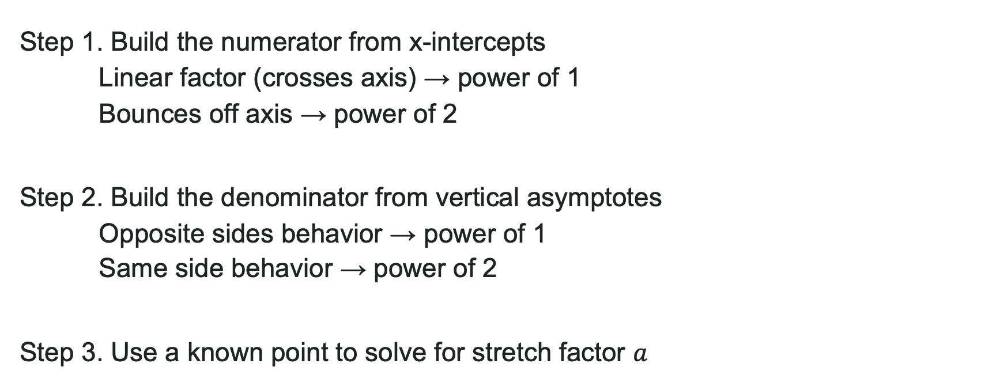 Step 1. Build the numerator from x-intercepts
Linear factor (crosses axis) → power of 1
Bounces off axis → power of 2
Step 2. Build the denominator from vertical asymptotes
Opposite sides behavior → power of 1
Same side behavior → power of 2
Step 3. Use a known point to solve for stretch factor a